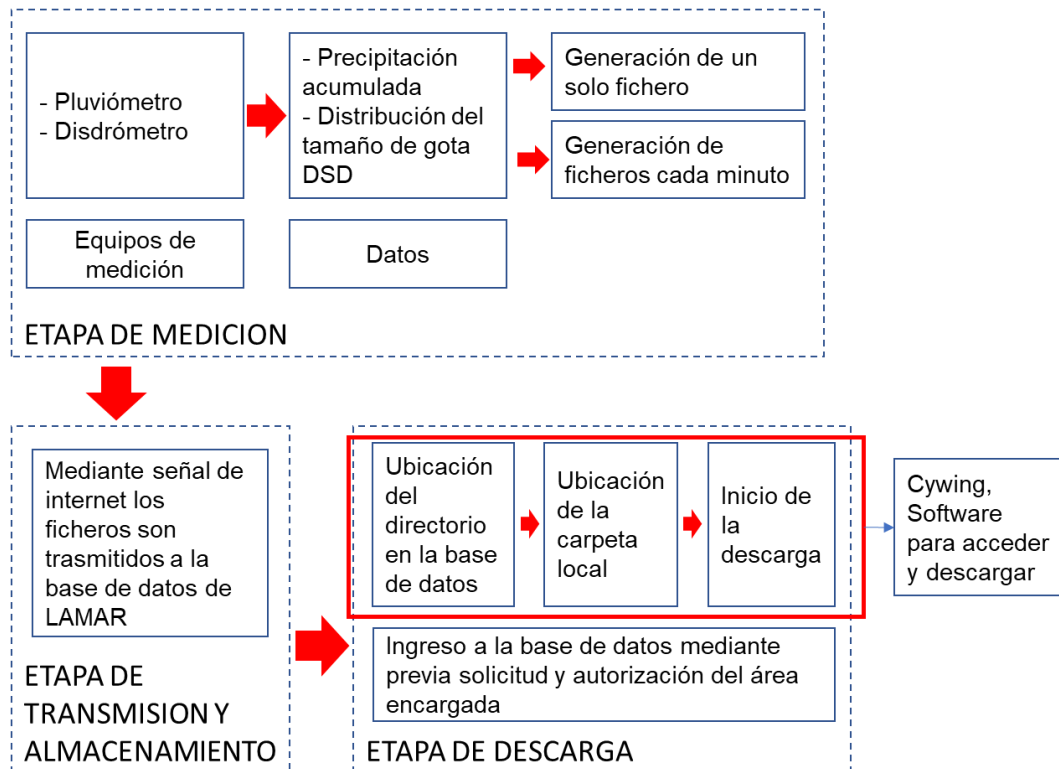 - Pluviómetro
- Disdrómetro
- Precipitación
acumulada
- Distribución del
tamaño de gota
DSD
Generación de un
solo fichero
Generación de
ficheros cada minuto
Equipos de
medición
Datos
ETAPA DE MEDICION
Mediante señal de
internet los
ficheros son
trasmitidos a la
base de datos de
LAMAR
ETAPA DE
TRANSMISION Y
ALMACENAMIENTO
Ubicación
del
directorio
en la base
de datos
Ubicación
de la
carpeta
local
Inicio de
la
descarga
Ingreso a la base de datos mediante
previa solicitud y autorización del área
encargada
ETAPA DE DESCARGA
Cywing,
Software
para acceder
y descargar